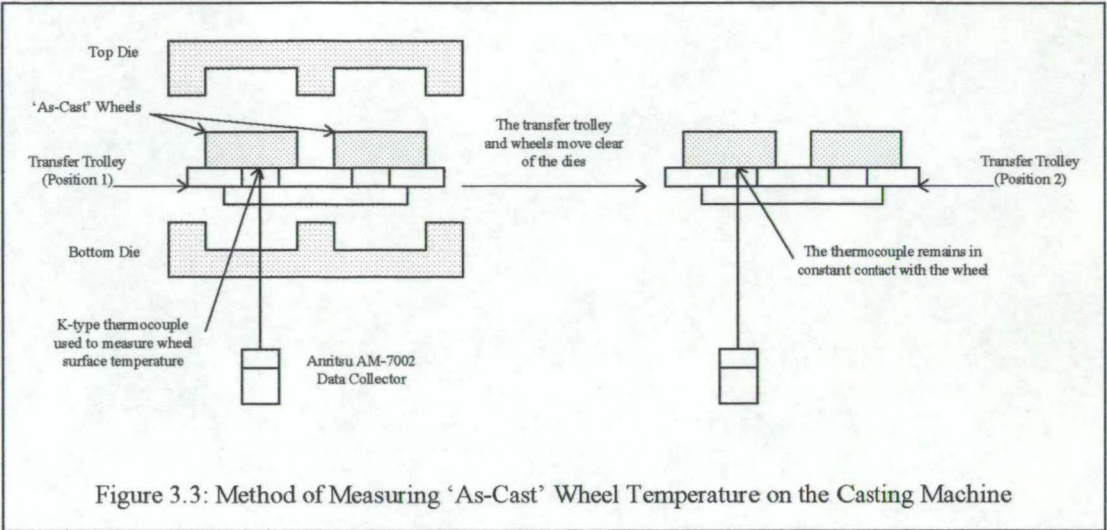 Top Die
‘As-Cast’ Wheels
Transfer Trolley
(Position 1)
Bottom Die
K-type thermocouple
used to measure wheel
surface temperature
Anritsu AM-7002
Data Collector
The transfer trolley
and wheels move clear
of the dies
Transfer Trolley
(Position 2)
The thermocouple remains in
constant contact with the wheel
Figure 3.3: Method of Measuring ‘As-Cast’ Wheel Temperature on the Casting Machine